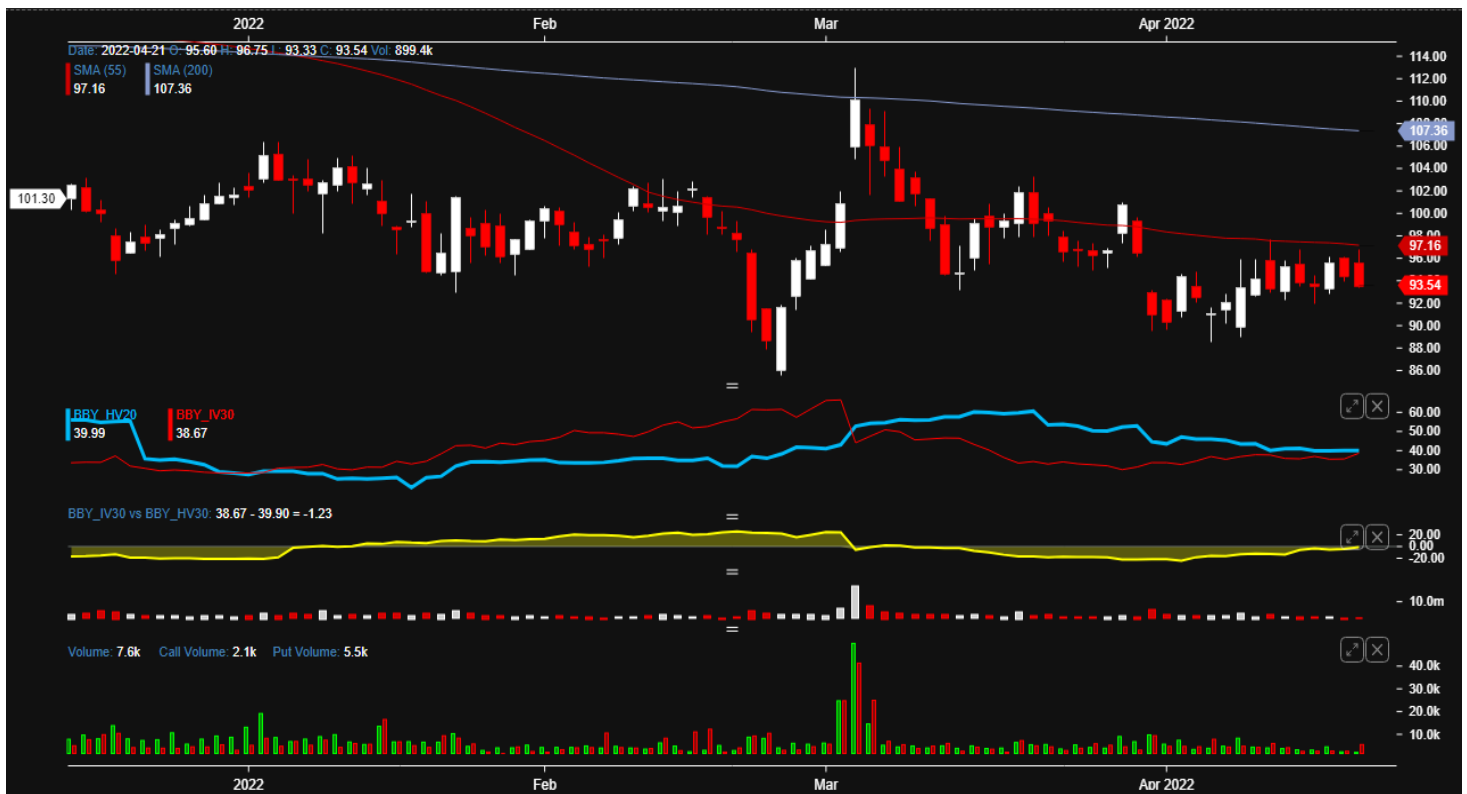 2022 Feb Mar Apr 2022
Date: 2022-04-21 O: 95.60 H: 96.75 L: 93.33 C: 93.54 Vol: 899.4k
SMA (55) SMA (200)
97.16 107.36
114.00
112.00
110.00
108.00
107.36
106.00
104.00
102.00
101.30
100.00
98.00
97.16
96.00
93.54
92.00
90.00
88.00
86.00
BBY_HV20 BBY_IV30
39.99 38.67
60.00
50.00
40.00
30.00
BBY_IV30 vs BBY_HV30: 38.67 - 39.90 = -1.23
20.00
0.00
-20.00
10.0m
Volume: 7.6k Call Volume: 2.1k Put Volume: 5.5k
40.0k
30.0k
20.0k
10.0k
2022 Feb Mar Apr 2022